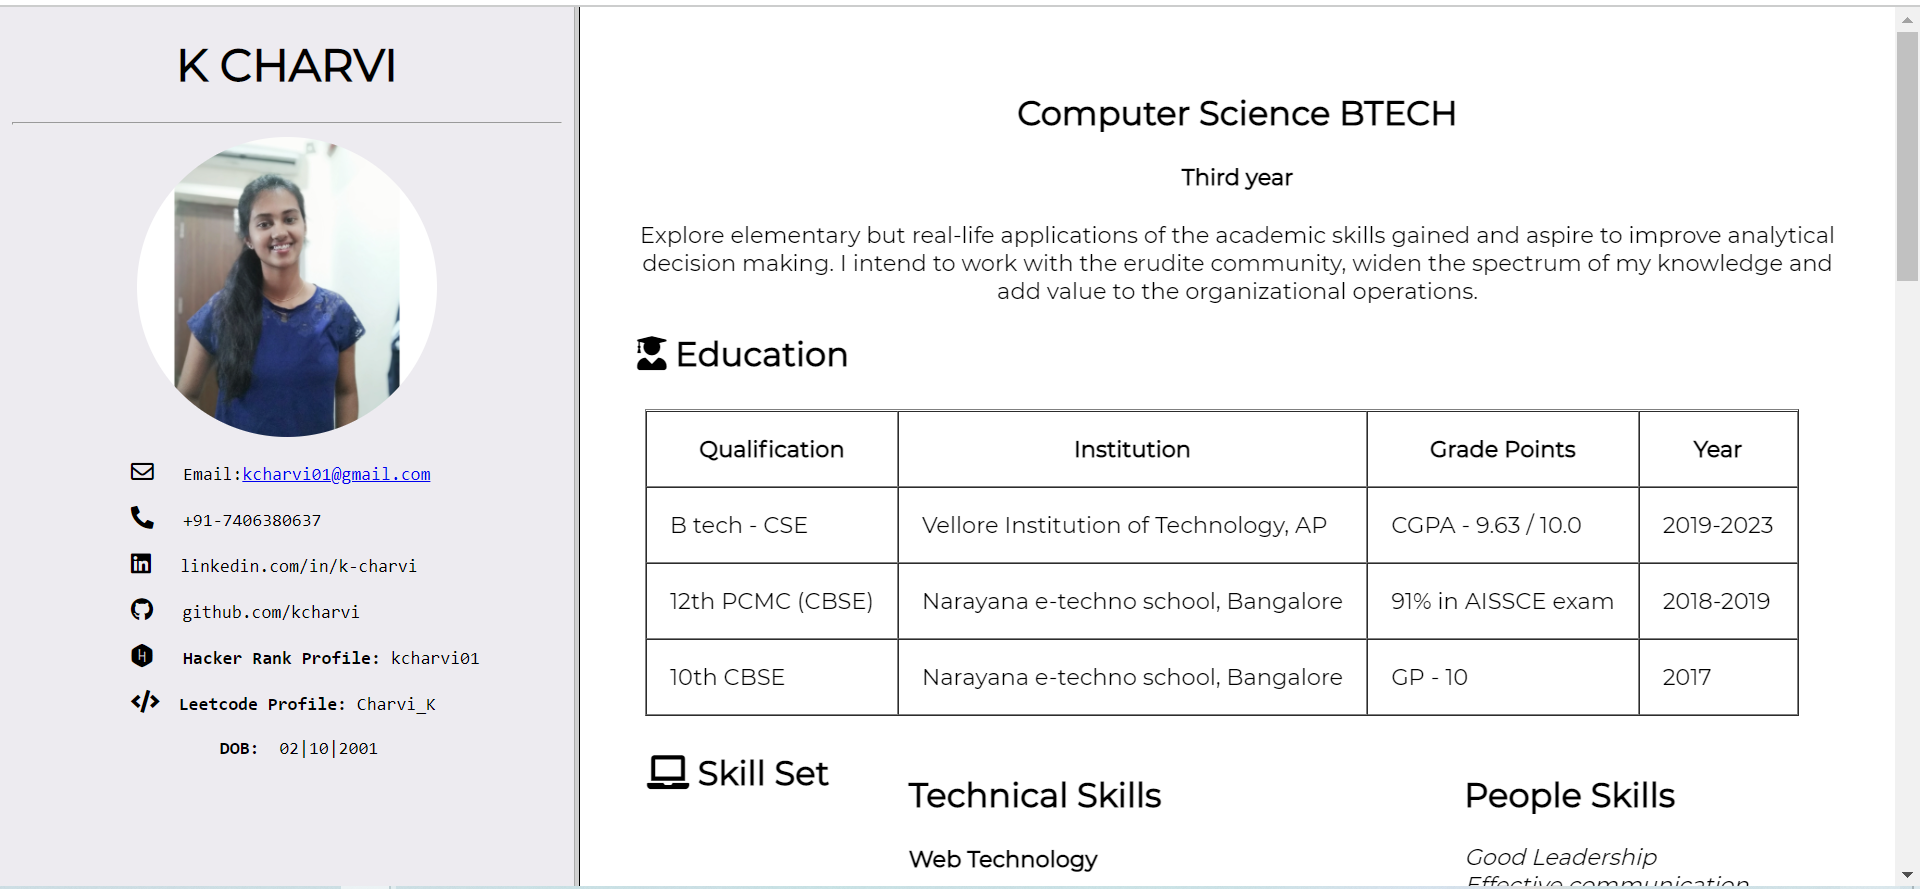 K CHARVI
Email:kcharvi01@gmail.com
+91-7406380637
linkedin.com/in/k-charvi
github.com/kcharvi
Hacker Rank Profile: kcharvi01
Leetcode Profile: Charvi_K
DOB: 02|10|2001
Computer Science BTECH
Third year
Explore elementary but real-life applications of the academic skills gained and aspire to improve analytical
decision making. I intend to work with the erudite community, widen the spectrum of my knowledge and
add value to the organizational operations.
Education
Qualification Institution Grade Points Year
B tech - CSE Vellore Institution of Technology, AP CGPA - 9.63 / 10.0 2019-2023
12th PCMC (CBSE) Narayana e-techno school, Bangalore 91% in AISSCE exam 2018-2019
10th CBSE Narayana e-techno school, Bangalore GP - 10 2017
Skill Set
Technical Skills
Web Technology
People Skills
Good Leadership
Effective communication